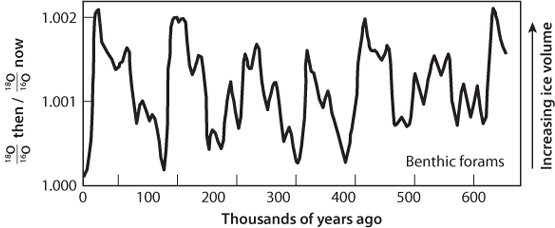 1.002
1.001
1.000
18O/16O then / 18O/16O now
Increasing ice volume
Benthic forams
0 100 200 300 400 500 600
Thousands of years ago